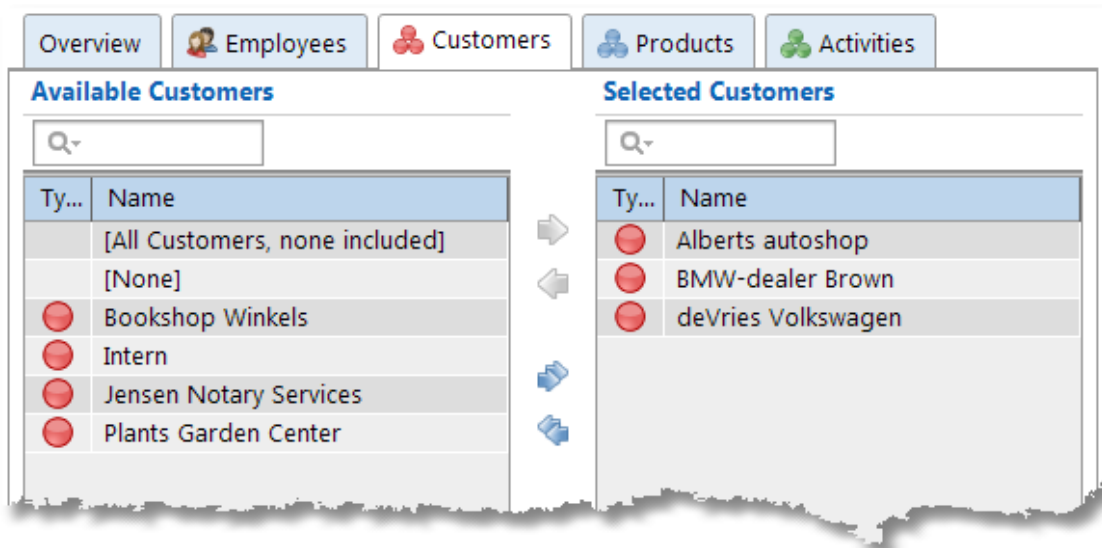 Overview Employees Customers Products Activities
Available Customers
Ty... Name
[All Customers, none included]
[None]
Bookshop Winkels
Intern
Jensen Notary Services
Plants Garden Center
Selected Customers
Ty... Name
Alberts autoshop
BMW-dealer Brown
deVries Volkswagen